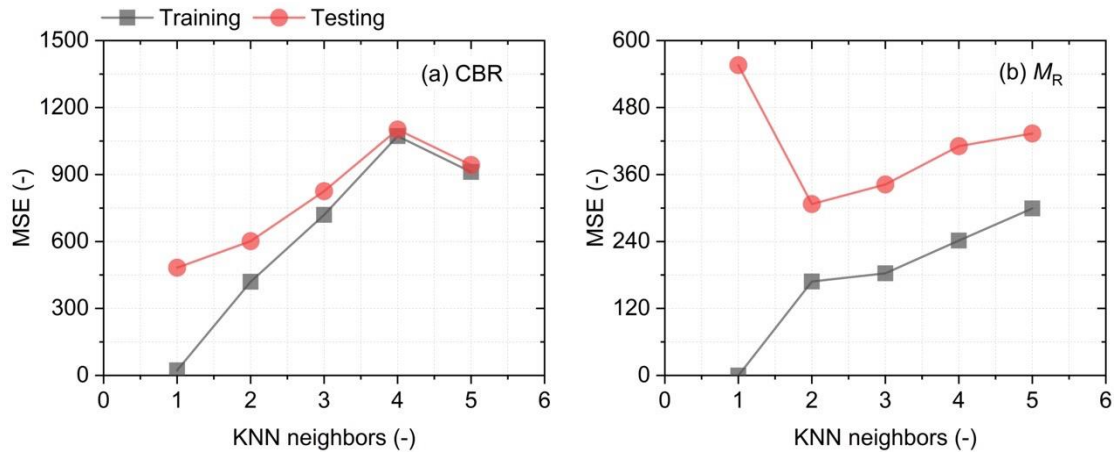 Training Testing
1500
1200
900
600
300
0
MSE (-)
(a) CBR
0 1 2 3 4 5 6
KNN neighbors (-)
600
480
360
240
120
0
MSE (-)
(b) MR
0 1 2 3 4 5 6
KNN neighbors (-)